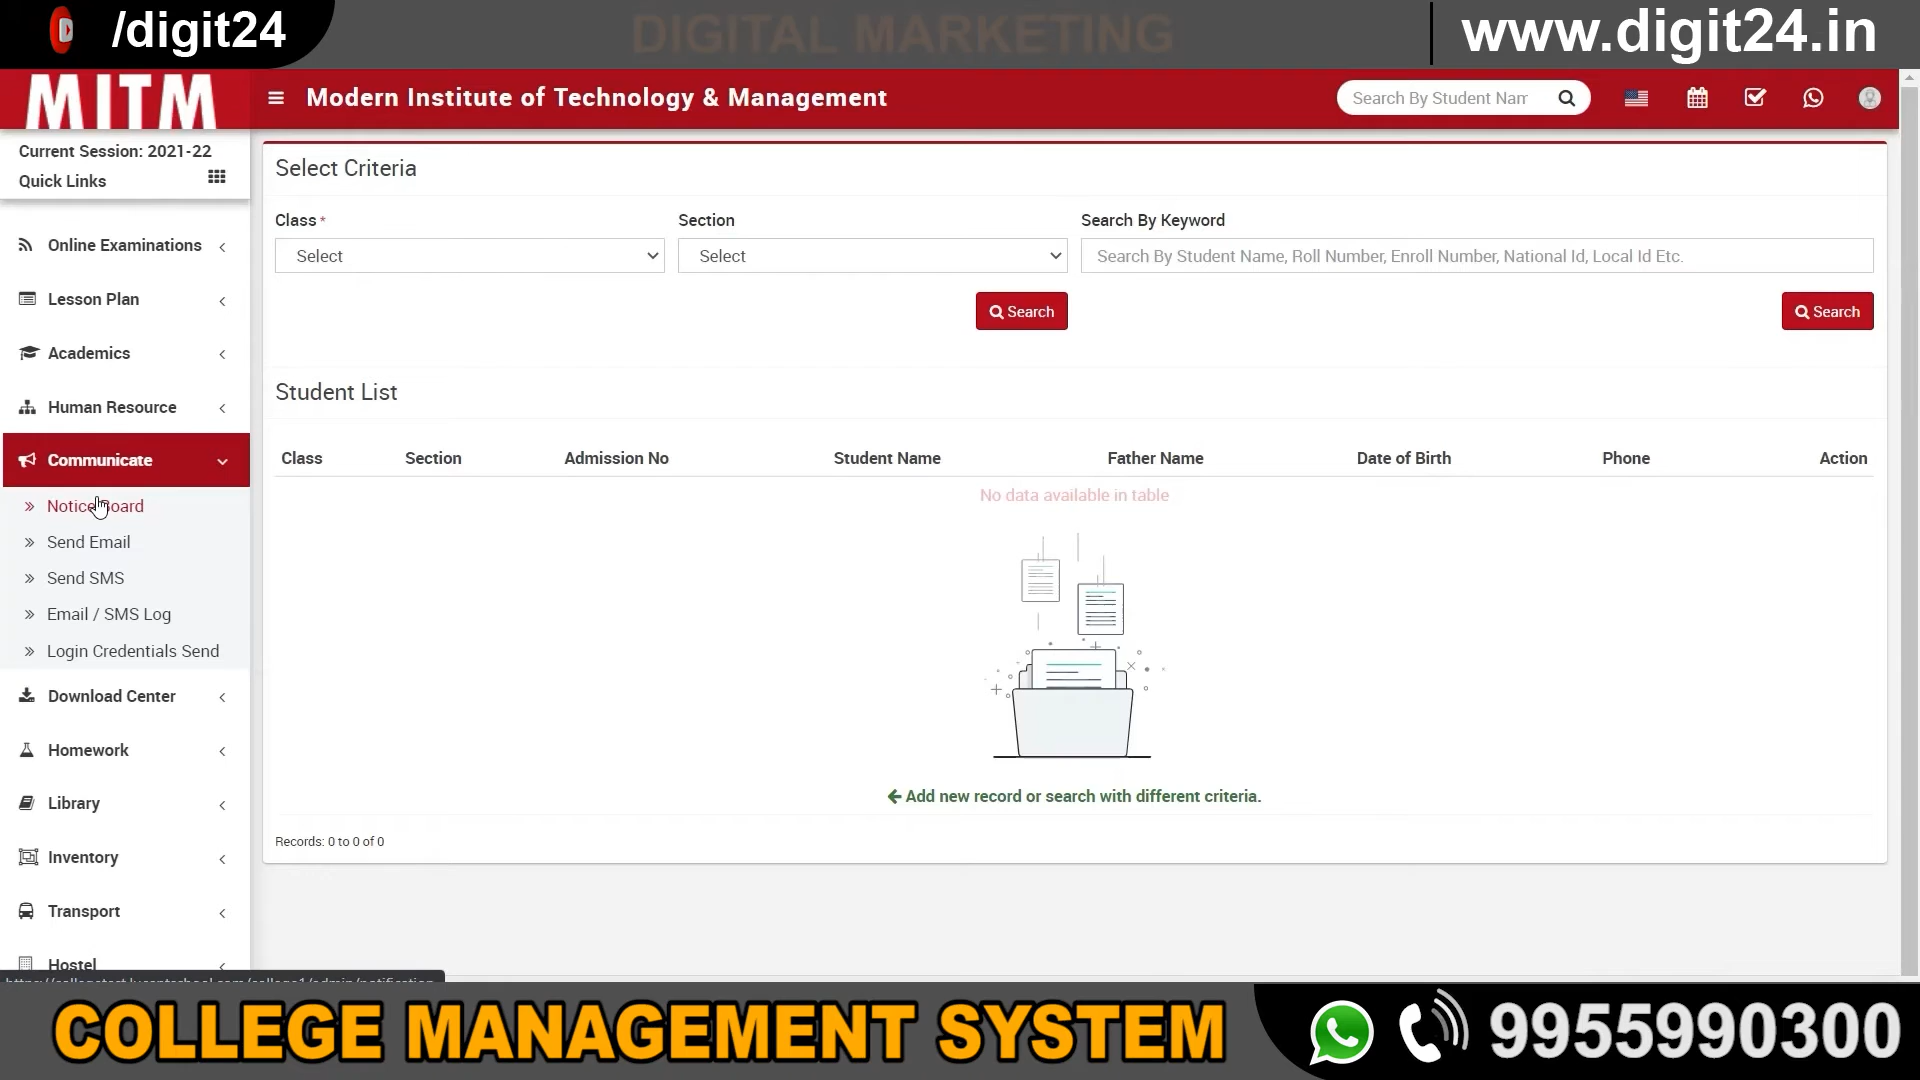 /digit24
DIGITAL MARKETING
www.digit24.in
MITM
Modern Institute of Technology & Management
Search By Student Nam
Current Session: 2021-22
Quick Links
Online Examinations
Lesson Plan
Academics
Human Resource
Communicate
Notice Board
Send Email
Send SMS
Email / SMS Log
Login Credentials Send
Download Center
Homework
Library
Inventory
Transport
Hostel
Select Criteria
Class *
Section
Search By Keyword
Select
Select
Search By Student Name, Roll Number, Enroll Number, National Id, Local Id Etc.
Search
Search
Student List
Class Section Admission No Student Name Father Name Date of Birth Phone Action
No data available in table
Add new record or search with different criteria.
Records: 0 to 0 of 0
COLLEGE MANAGEMENT SYSTEM
9955990300